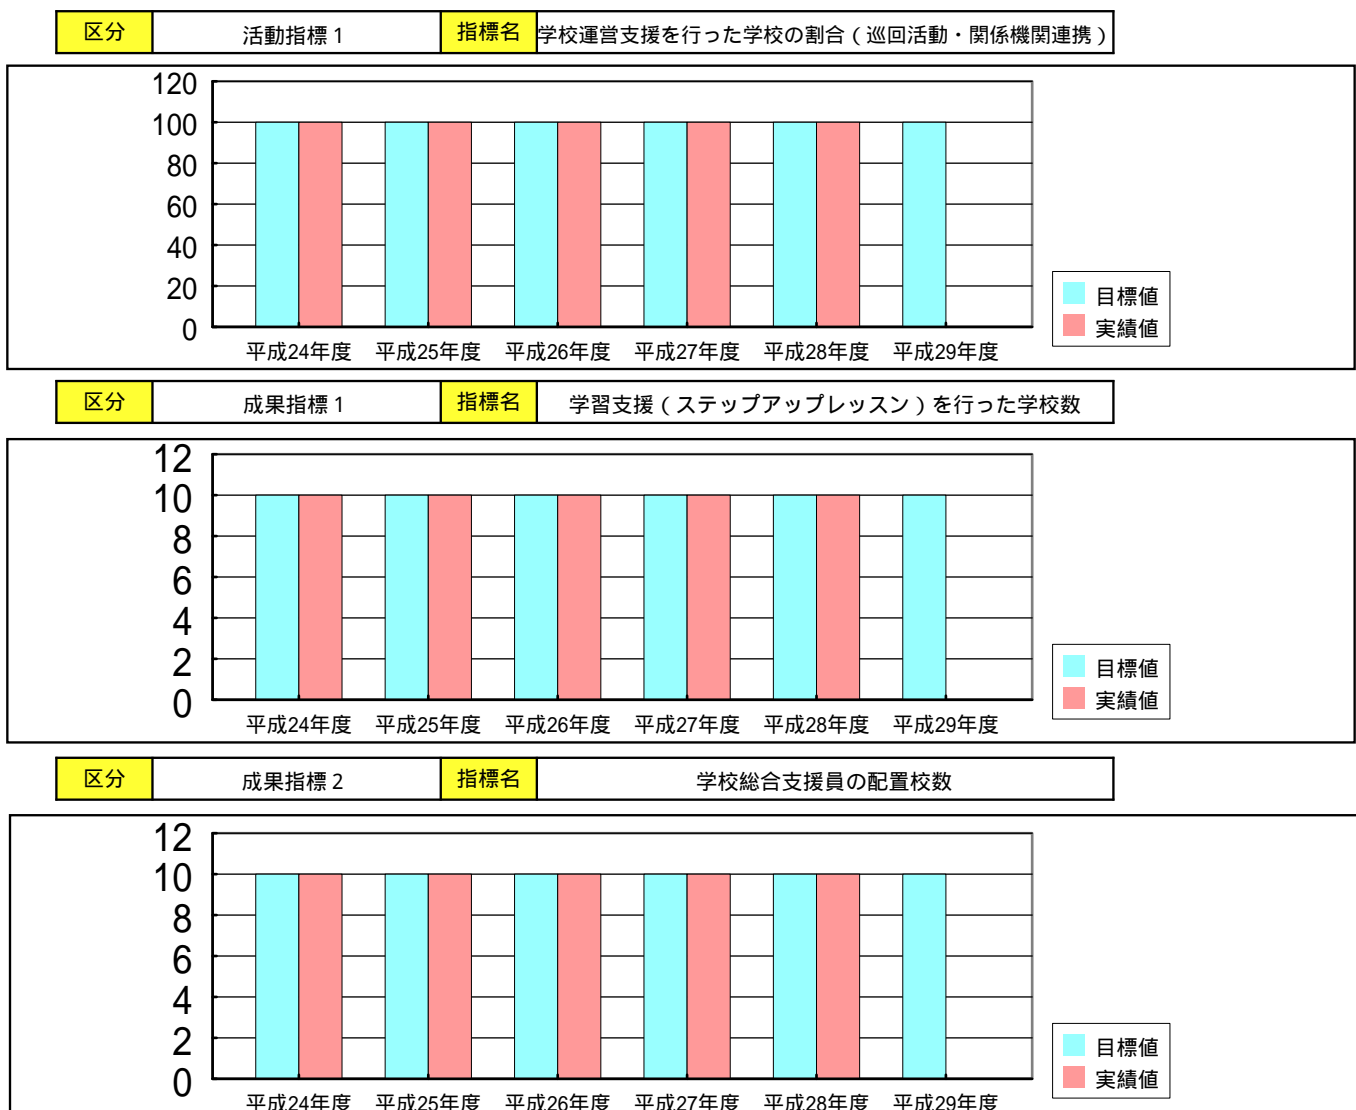 区分 活動指標１ 指標名 学校運営支援を行った学校の割合（巡回活動・関係機関連携）
120
100
80
60
40
20
0
平成24年度 平成25年度 平成26年度 平成27年度 平成28年度 平成29年度
目標値
実績値
区分 成果指標１ 指標名 学習支援（ステップアップレッスン）を行った学校数
12
10
8
6
4
2
0
平成24年度 平成25年度 平成26年度 平成27年度 平成28年度 平成29年度
目標値
実績値
区分 成果指標２ 指標名 学校総合支援員の配置校数
12
10
8
6
4
2
0
平成24年度 平成25年度 平成26年度 平成27年度 平成28年度 平成29年度
目標値
実績値